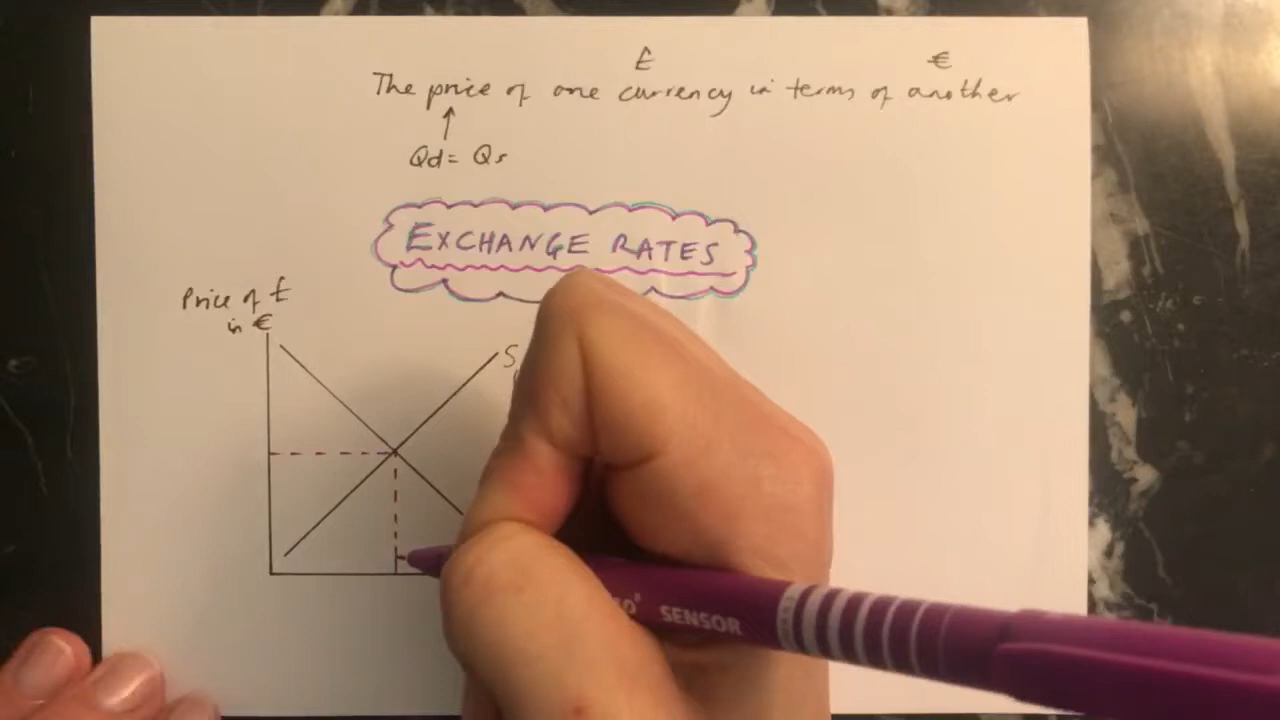 £ €
The price of one currency in terms of another
Qd = Qs
EXCHANGE RATES
Price of £
in €
S
SENSOR